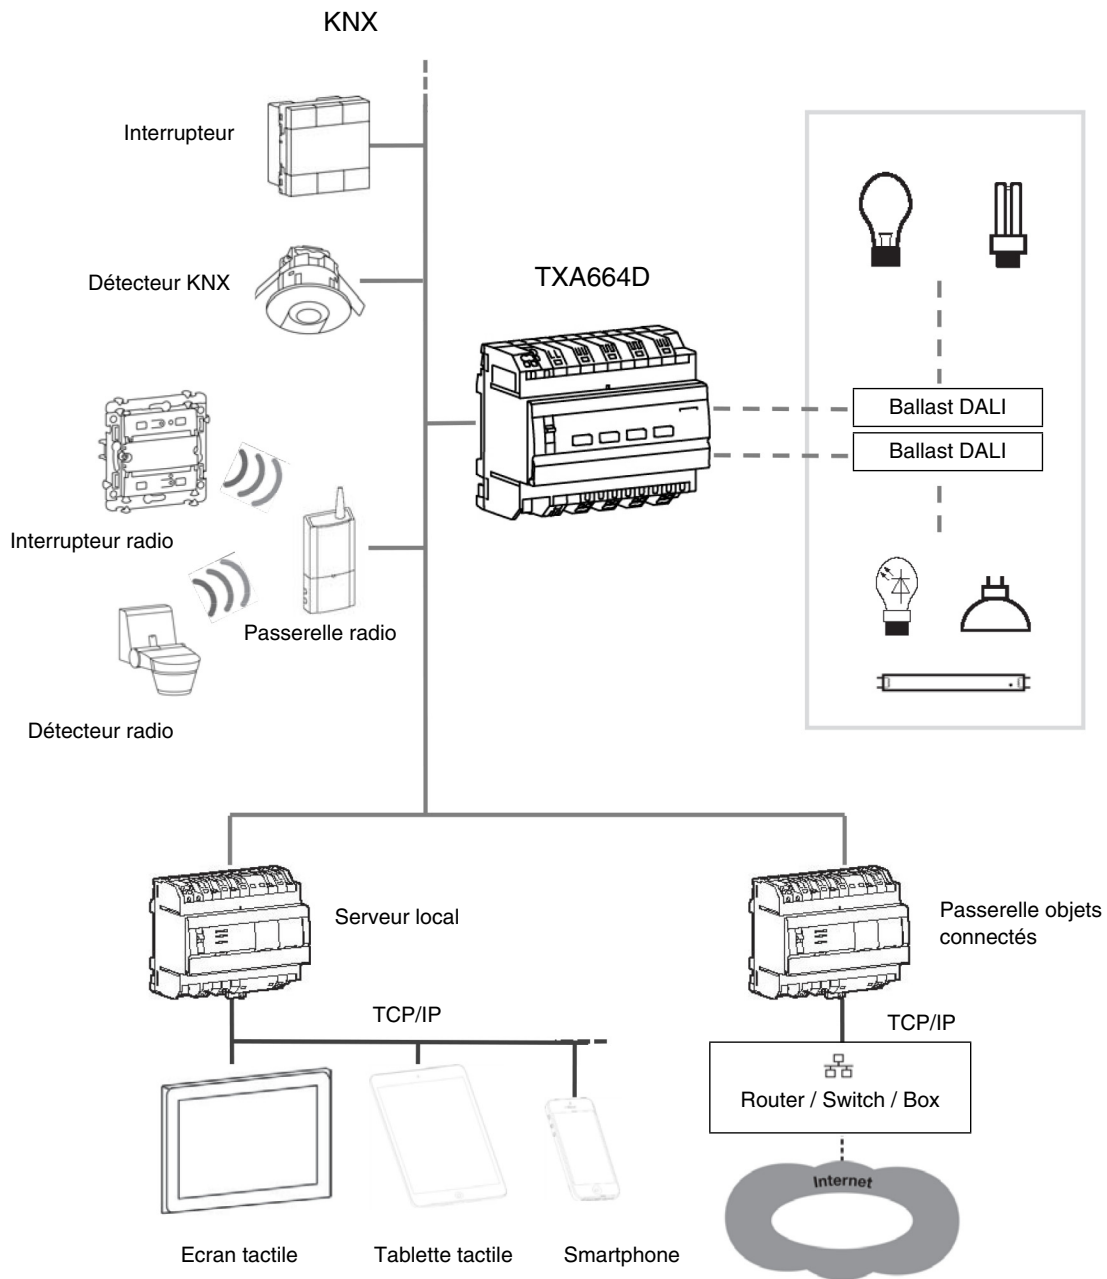 KNX
Interrupteur
Détecteur KNX
TXA664D
Ballast DALI
Ballast DALI
Interrupteur radio
Passerelle radio
Détecteur radio
Serveur local
Passerelle objets
connectés
TCP/IP
TCP/IP
Router / Switch / Box
Internet
Ecran tactile
Tablette tactile
Smartphone